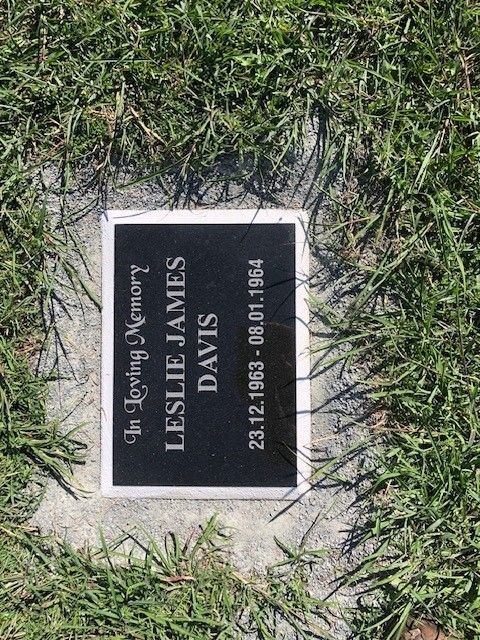 In Loving Memory
LESLIE JAMES
DAVIS
23.12.1963 - 08.01.1964